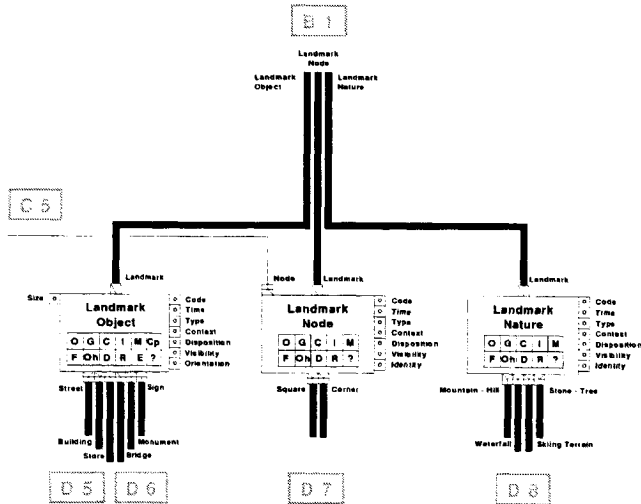 B 1
Landmark
Node
Landmark
Object
Landmark
Nature
C 5
Landmark
Node
Landmark
Landmark
Size
Landmark
Object
O G C I M Cp
F Oh D R E ?
Code
Time
Type
Context
Disposition
Visibility
Orientation
Landmark
Node
O G C I M
F Oh D R ?
Code
Time
Type
Context
Disposition
Visibility
Identity
Landmark
Nature
O G C I M
F Oh D R ?
Code
Time
Type
Context
Disposition
Visibility
Identity
Street
Sign
Building
Monument
Store
Bridge
Square
Corner
Mountain - Hill
Stone - Tree
Waterfall
Skiing Terrain
D 5
D 6
D 7
D 8